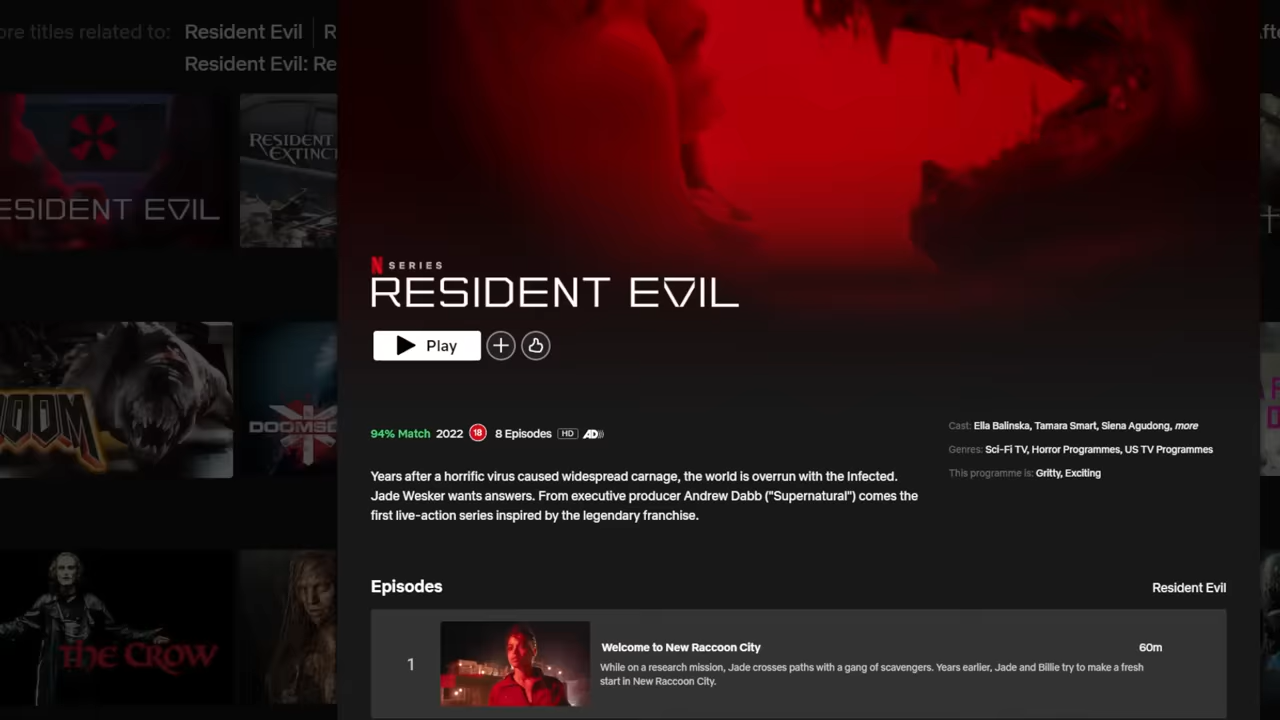 ore titles related to: Resident Evil R
Resident Evil: Re
ESIDENT EVIL
RESIDENT
EXTINCT
DOOM
DOOMSD
THE CROW
N SERIES
RESIDENT EVIL
Play
94% Match 2022 18 8 Episodes HD AD
Cast: Ella Balinska, Tamara Smart, Siena Agudong, more
Genres: Sci-Fi TV, Horror Programmes, US TV Programmes
This programme is: Gritty, Exciting
Years after a horrific virus caused widespread carnage, the world is overrun with the Infected.
Jade Wesker wants answers. From executive producer Andrew Dabb ("Supernatural") comes the
first live-action series inspired by the legendary franchise.
Episodes
Resident Evil
1
Welcome to New Raccoon City
60m
While on a research mission, Jade crosses paths with a gang of scavengers. Years earlier, Jade and Billie try to make a fresh
start in New Raccoon City.